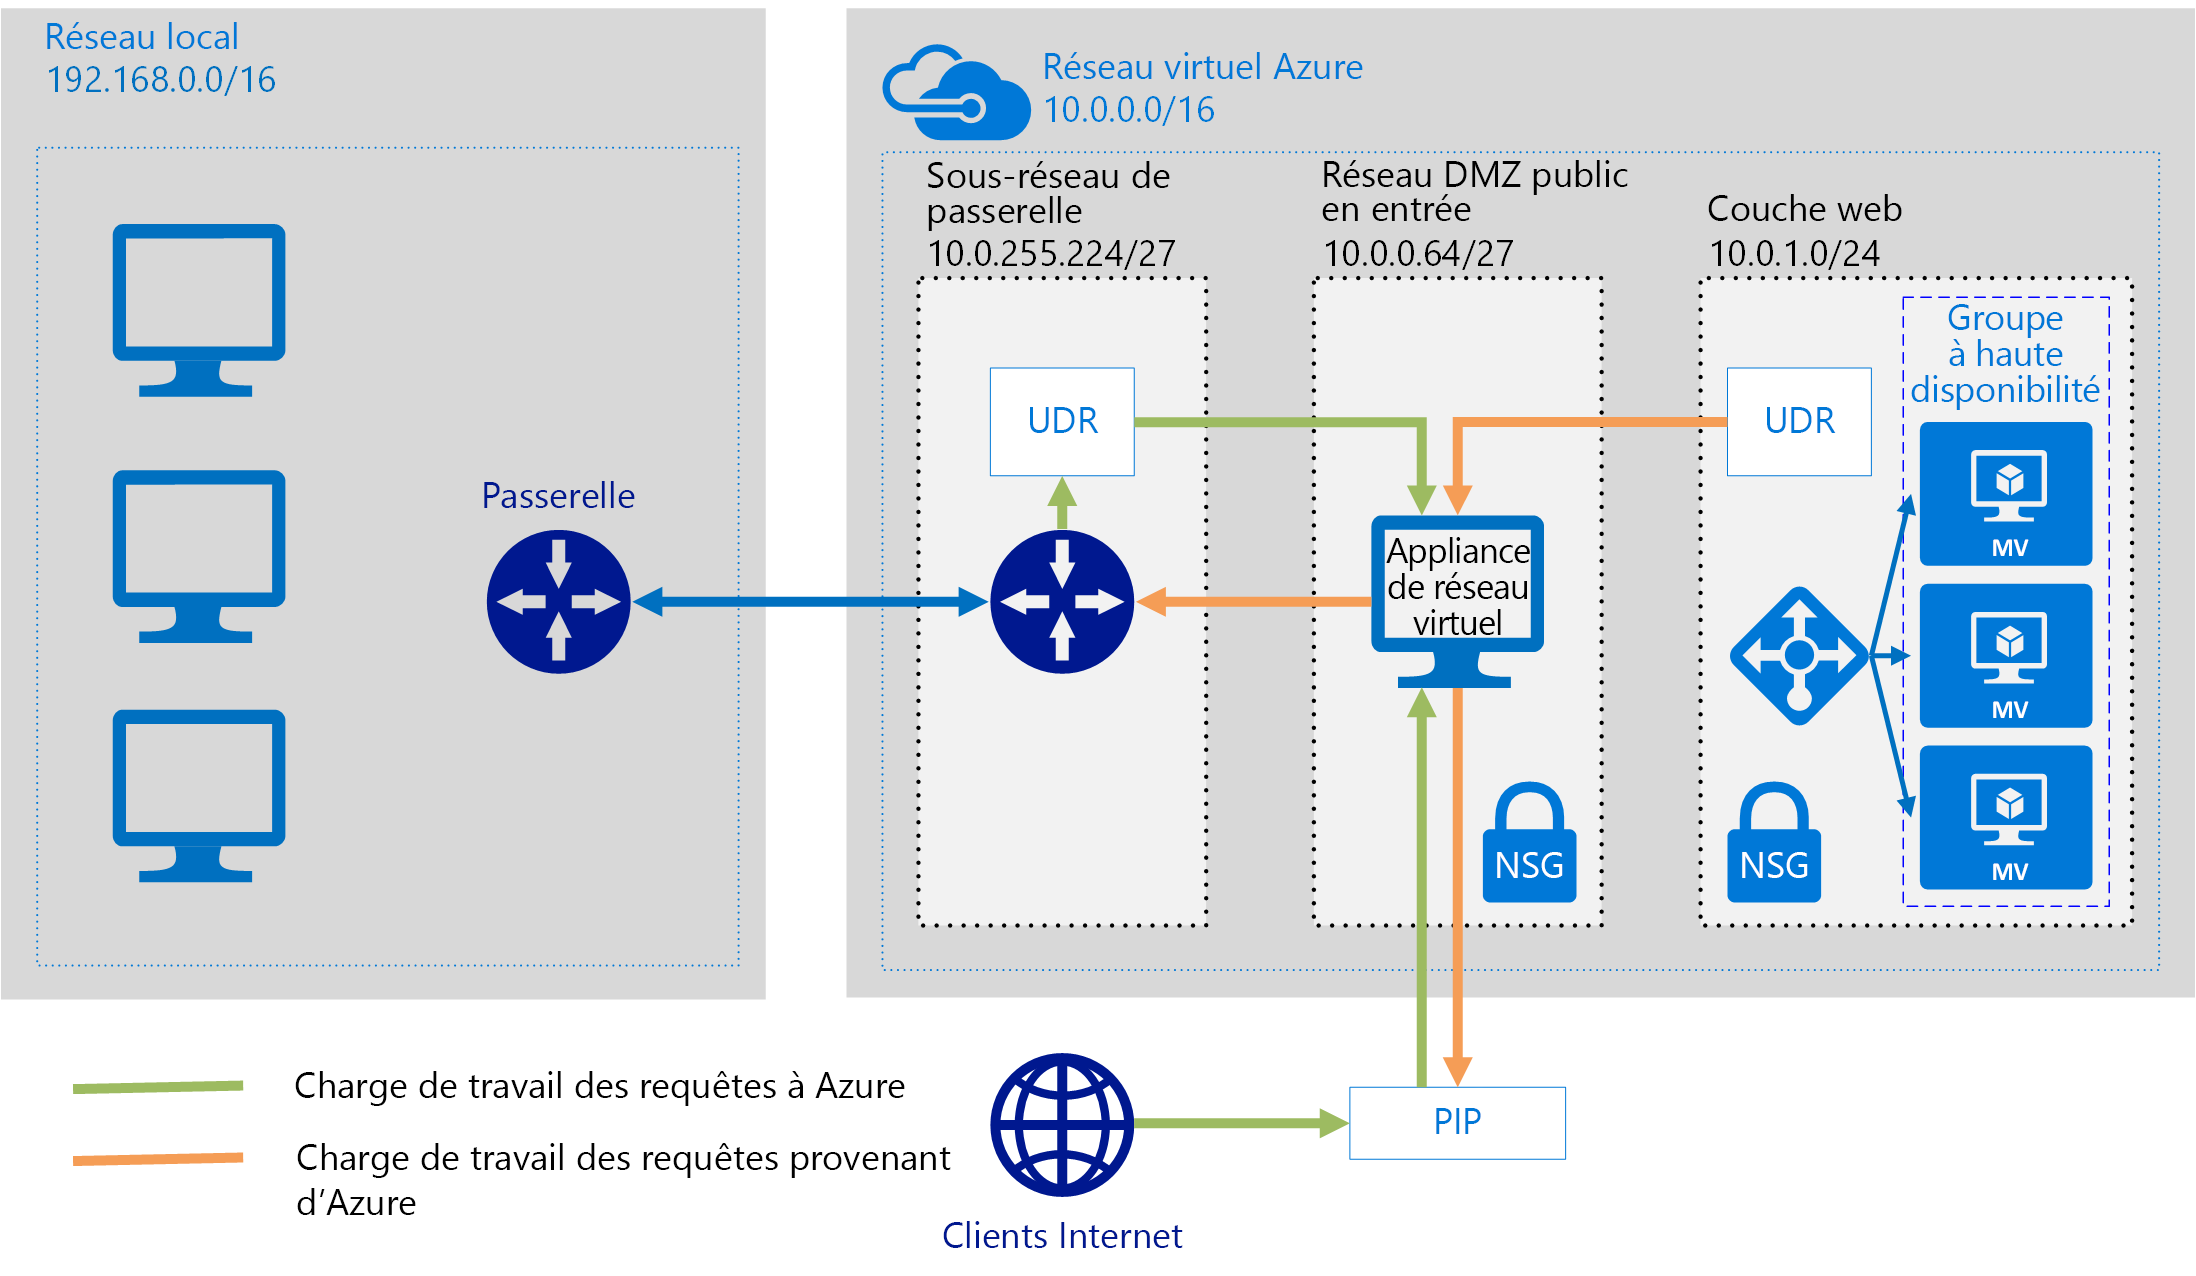 Réseau local
192.168.0.0/16
Réseau virtuel Azure
10.0.0.0/16
Sous-réseau de
passerelle
10.0.255.224/27
Réseau DMZ public
en entrée
10.0.0.64/27
Couche web
10.0.1.0/24
Groupe
à haute
disponibilité
UDR
UDR
Passerelle
Appliance
de réseau
virtuel
MV
MV
MV
NSG
NSG
Charge de travail des requêtes à Azure
Charge de travail des requêtes provenant
d’Azure
PIP
Clients Internet